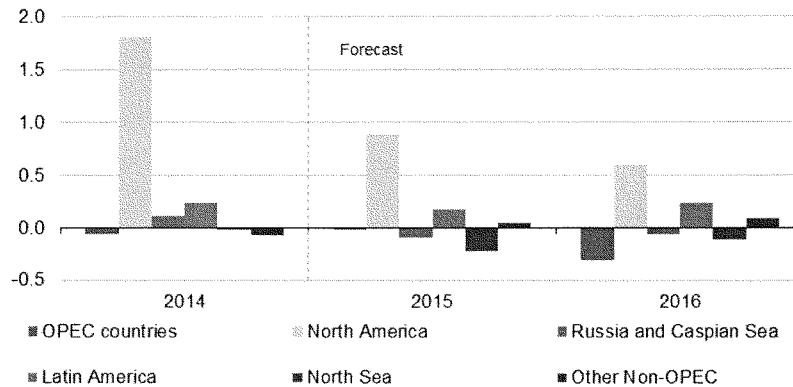 2.0
Forecast
1.5
1.0
0.5
0.0
-0.5
2014 2015 2016
OPEC countries North America Russia and Caspian Sea
Latin America North Sea Other Non-OPEC